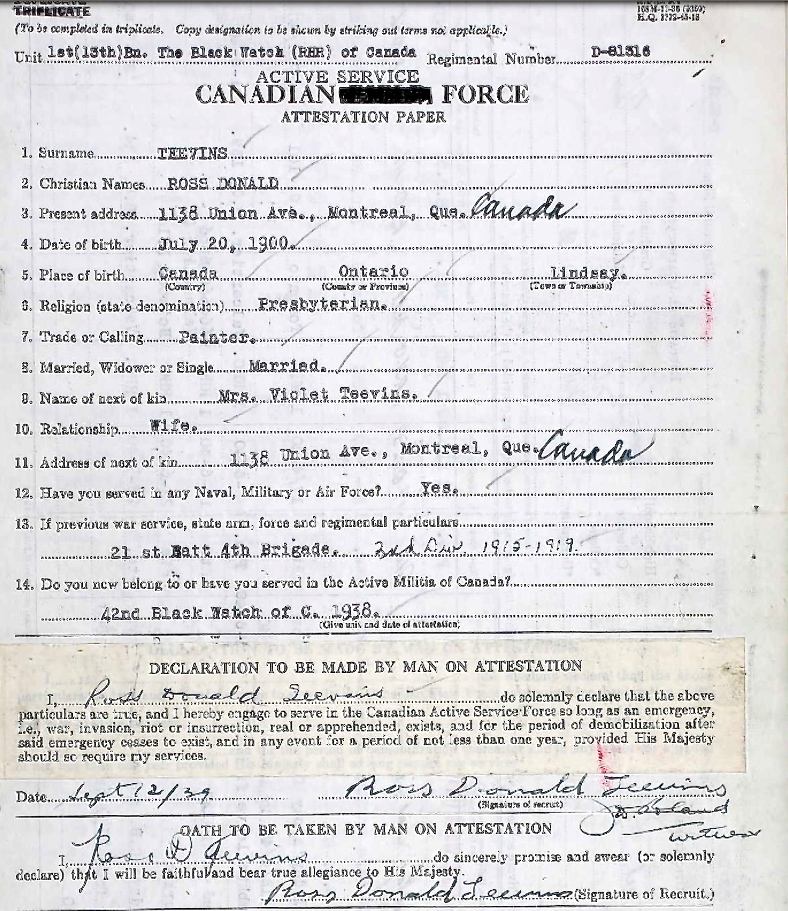 TRIPLICATE
(To be completed in triplicate. Copy designation to be shown by striking out terms not applicable.)
Unit 1st(13th)Bn. The Black Watch (RHR) of Canada Regimental Number D-81516
ACTIVE SERVICE
CANADIAN FORCE
ATTESTATION PAPER
1. Surname TEEVINS
2. Christian Names ROSS DONALD
3. Present address 1138 Union Ave., Montreal, Que. Canada
4. Date of birth July 20, 1900.
5. Place of birth Canada Ontario Lindsay.
(Country) (County or Province) (Town or Township)
6. Religion (state denomination) Presbyterian.
7. Trade or Calling Painter.
8. Married, Widower or Single Married.
9. Name of next of kin Mrs. Violet Teevins.
10. Relationship Wife.
11. Address of next of kin 1138 Union Ave., Montreal, Que. Canada
12. Have you served in any Naval, Military or Air Force? Yes.
13. If previous war service, state arm, force and regimental particulars
21 st Batt 4th Brigade. 2nd Div 1915-1919.
14. Do you now belong to or have you served in the Active Militia of Canada?
42nd Black Watch of C. 1938.
(Give unit and date of attestation)
DECLARATION TO BE MADE BY MAN ON ATTESTATION
I, Ross Donald Teevins do solemnly declare that the above
particulars are true, and I hereby engage to serve in the Canadian Active Service Force so long as an emergency,
i.e., war, invasion, riot or insurrection, real or apprehended, exists, and for the period of demobilization after
said emergency ceases to exist, and in any event for a period of not less than one year, provided His Majesty
should so require my services.
Date Sept 12/39 Ross Donald Teevins
(Signature of recruit)
Witness
OATH TO BE TAKEN BY MAN ON ATTESTATION
I, Ross D Teevins do sincerely promise and swear (or solemnly
declare) that I will be faithful and bear true allegiance to His Majesty.
Ross Donald Teevins (Signature of Recruit.)